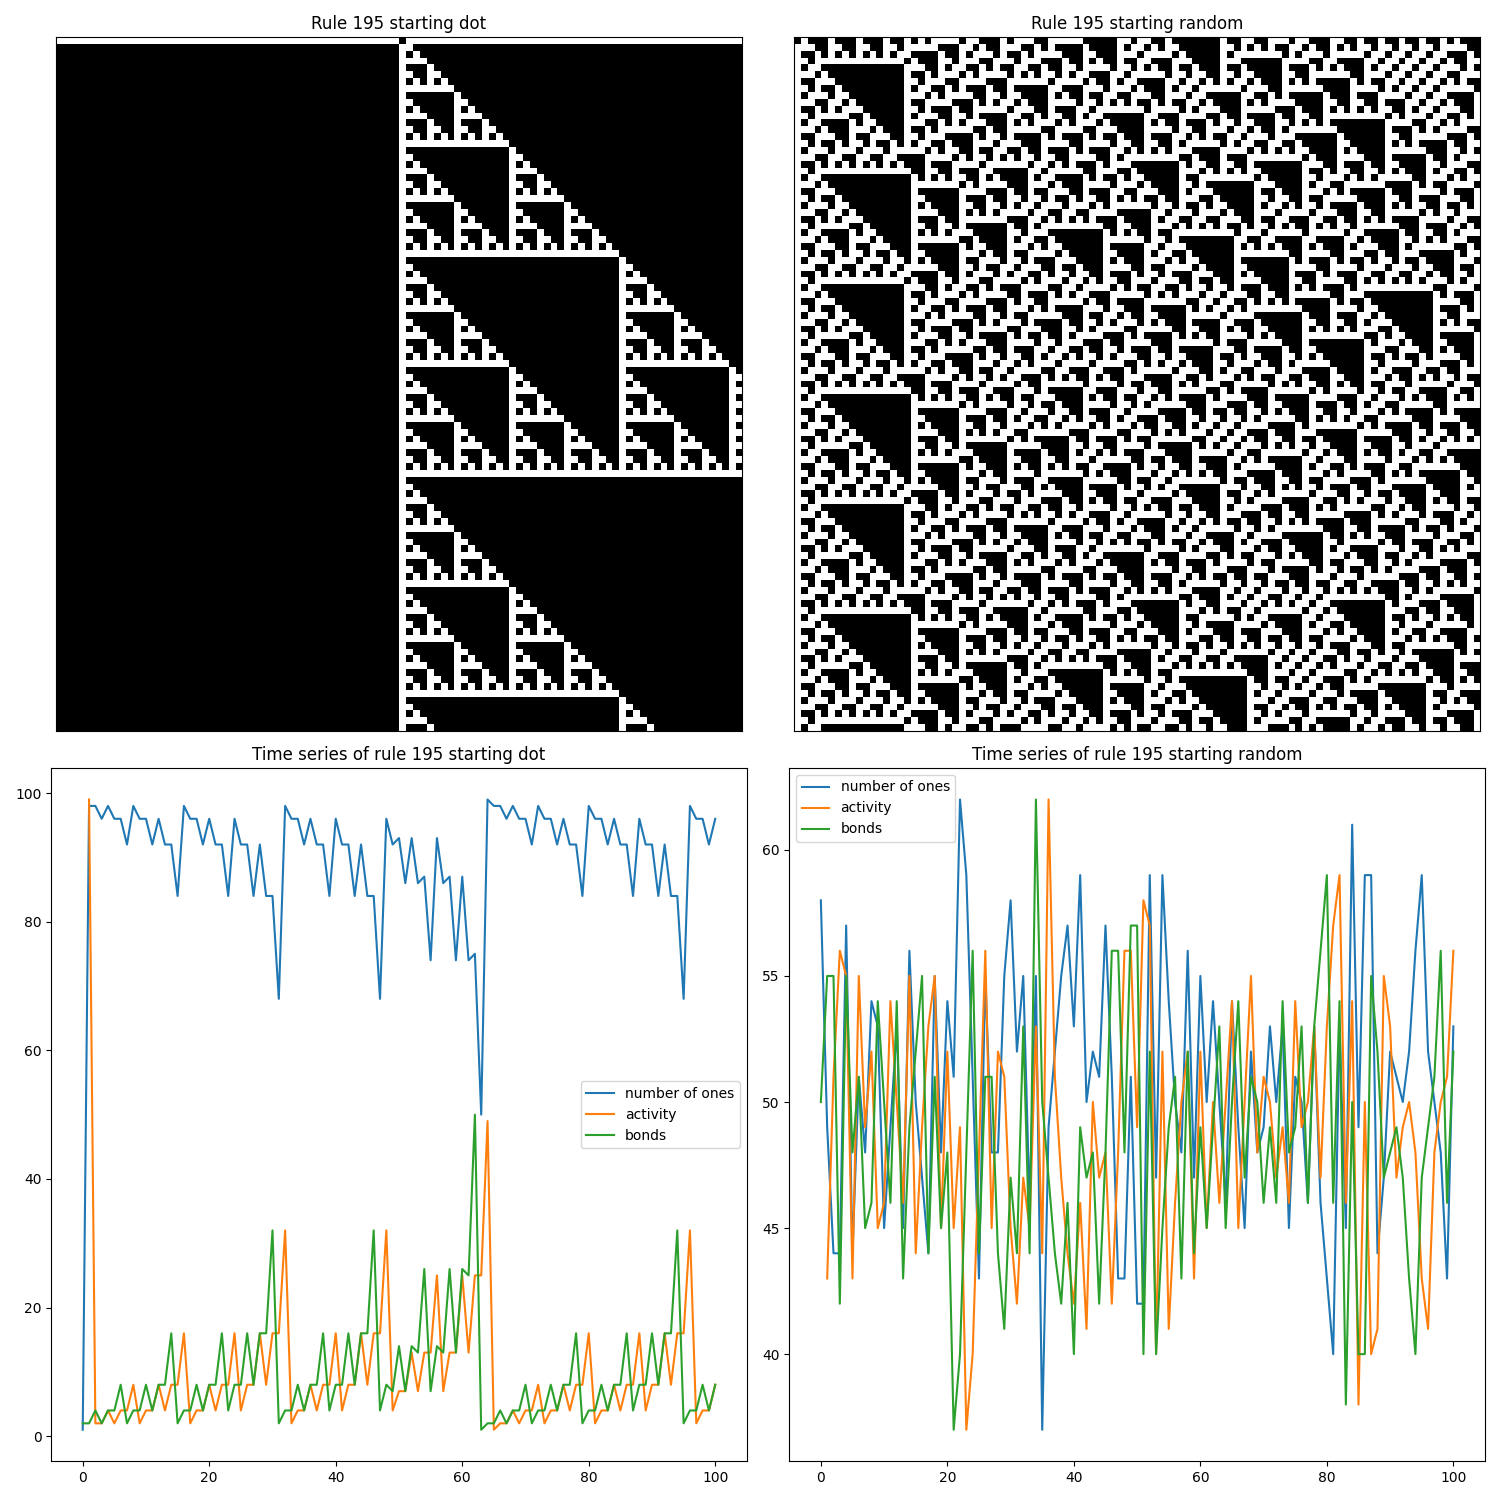 Rule 195 starting dot
Rule 195 starting random
Time series of rule 195 starting dot
100
80
60
40
20
0
number of ones
activity
bonds
0 20 40 60 80 100
Time series of rule 195 starting random
number of ones
activity
bonds
60
55
50
45
40
0 20 40 60 80 100